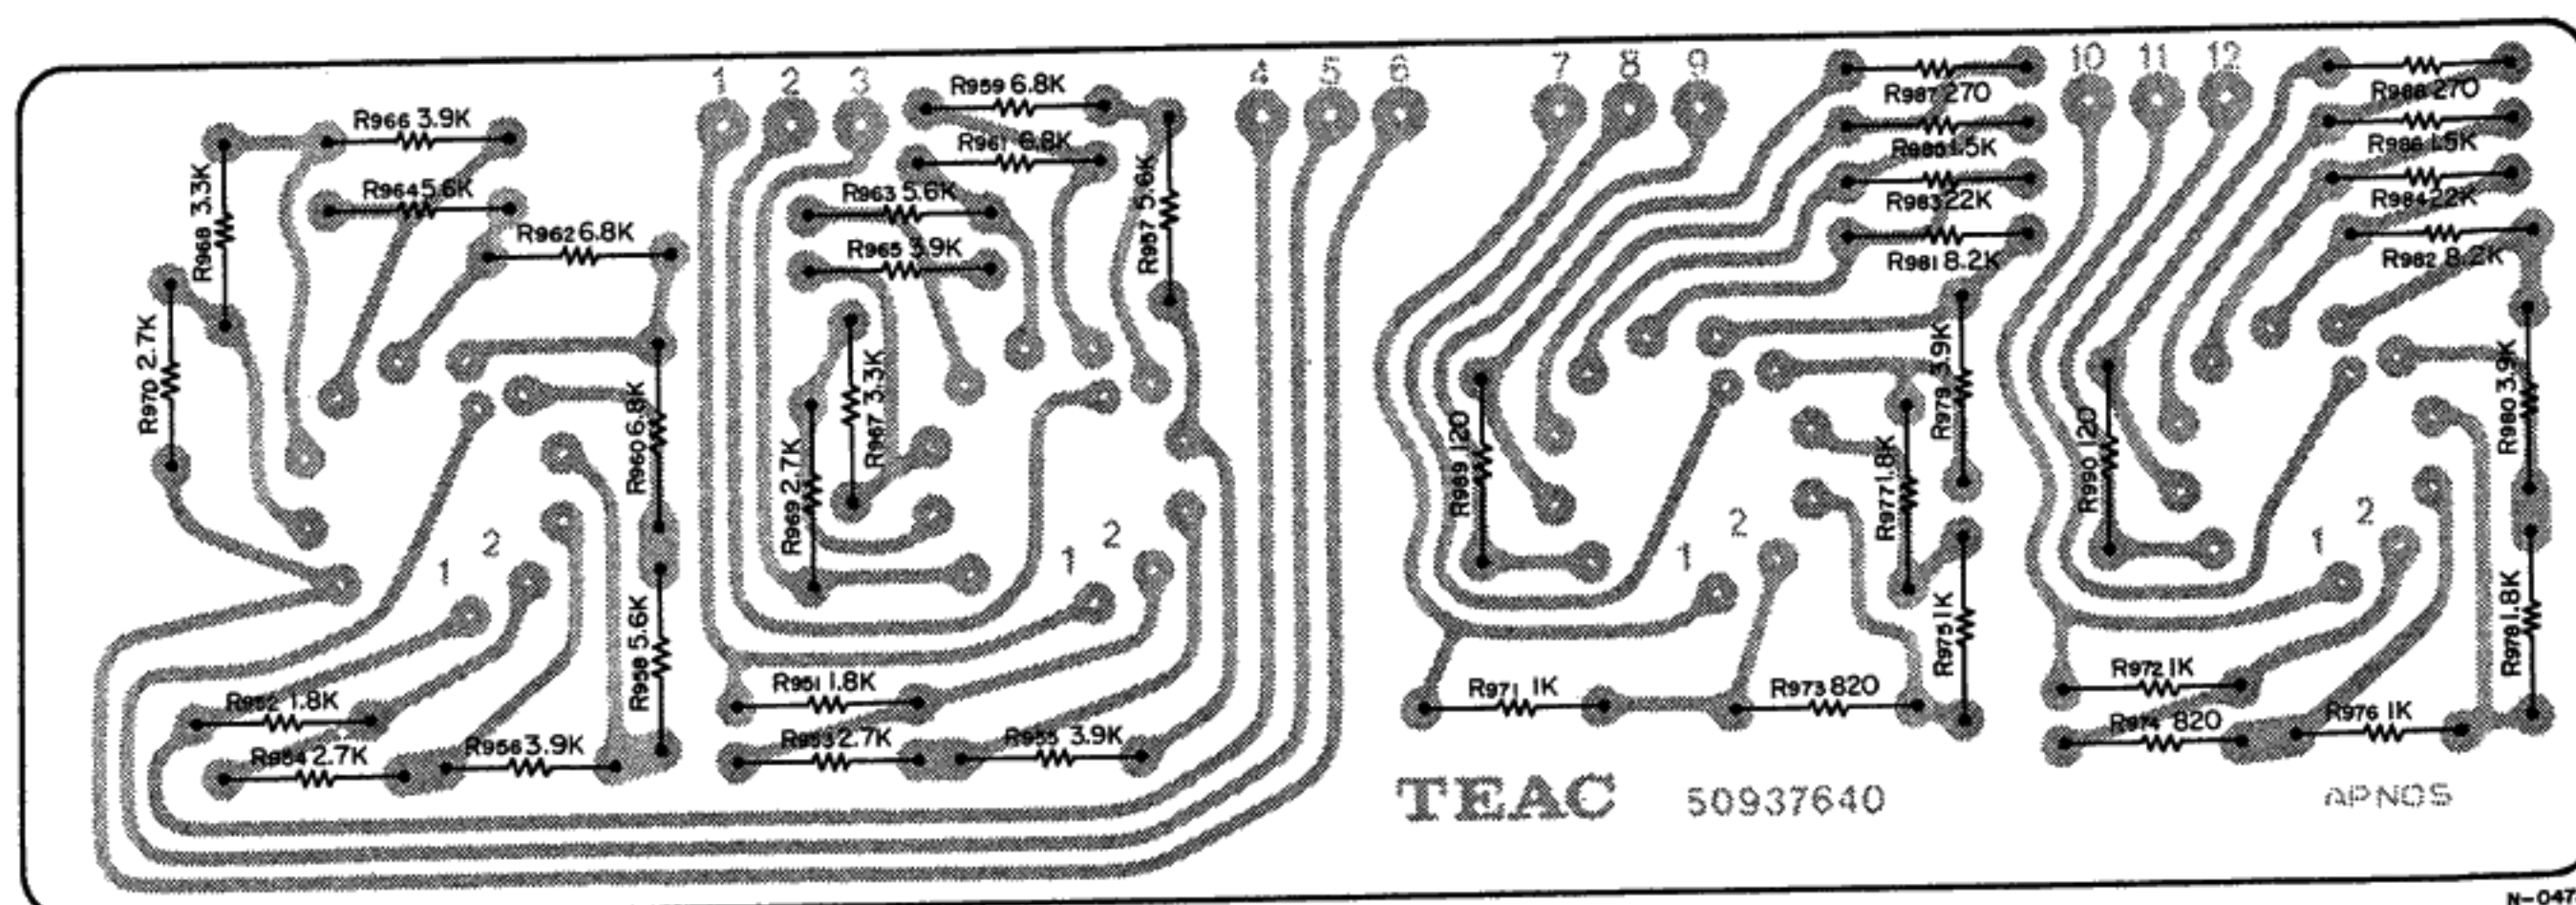 1 2 3 4 5 6 7 8 9 10 11 12
R966 3.9K
R968 3.3K
R964 5.6K
R962 6.8K
R970 2.7K
R960 6.8K
R958 5.6K
1 2
R952 1.8K
R954 2.7K
R956 3.9K
R959 6.8K
R961 6.8K
R963 5.6K
R965 3.9K
R957 5.6K
R967 3.3K
R969 2.7K
1 2
R951 1.8K
R953 2.7K
R955 3.9K
R987 270
R985 1.5K
R983 22K
R981 8.2K
R979 3.9K
R989 120
R977 1.8K
R975 1K
1 2
R971 1K
R973 820
R988 270
R986 1.5K
R984 22K
R982 8.2K
R980 3.9K
R990 120
R978 1.8K
1 2
R972 1K
R974 820
R976 1K
TEAC 50937640
APNOS
N-047